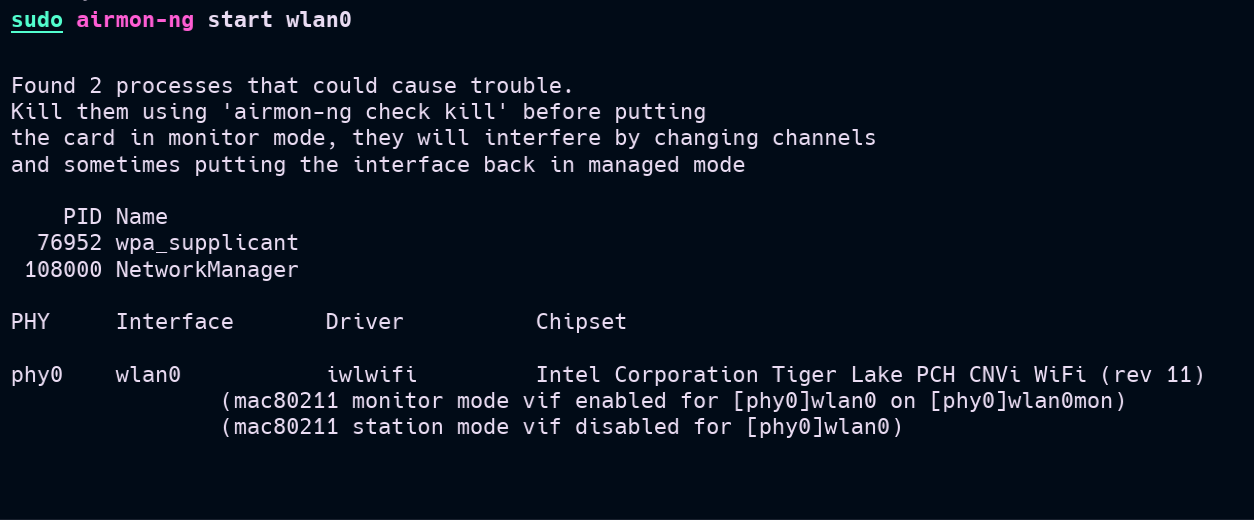 sudo airmon-ng start wlan0
Found 2 processes that could cause trouble.
Kill them using 'airmon-ng check kill' before putting
the card in monitor mode, they will interfere by changing channels
and sometimes putting the interface back in managed mode
PID Name
76952 wpa_supplicant
108000 NetworkManager
PHY Interface Driver Chipset
phy0 wlan0 iwlwifi Intel Corporation Tiger Lake PCH CNVi WiFi (rev 11)
(mac80211 monitor mode vif enabled for [phy0]wlan0 on [phy0]wlan0mon)
(mac80211 station mode vif disabled for [phy0]wlan0)